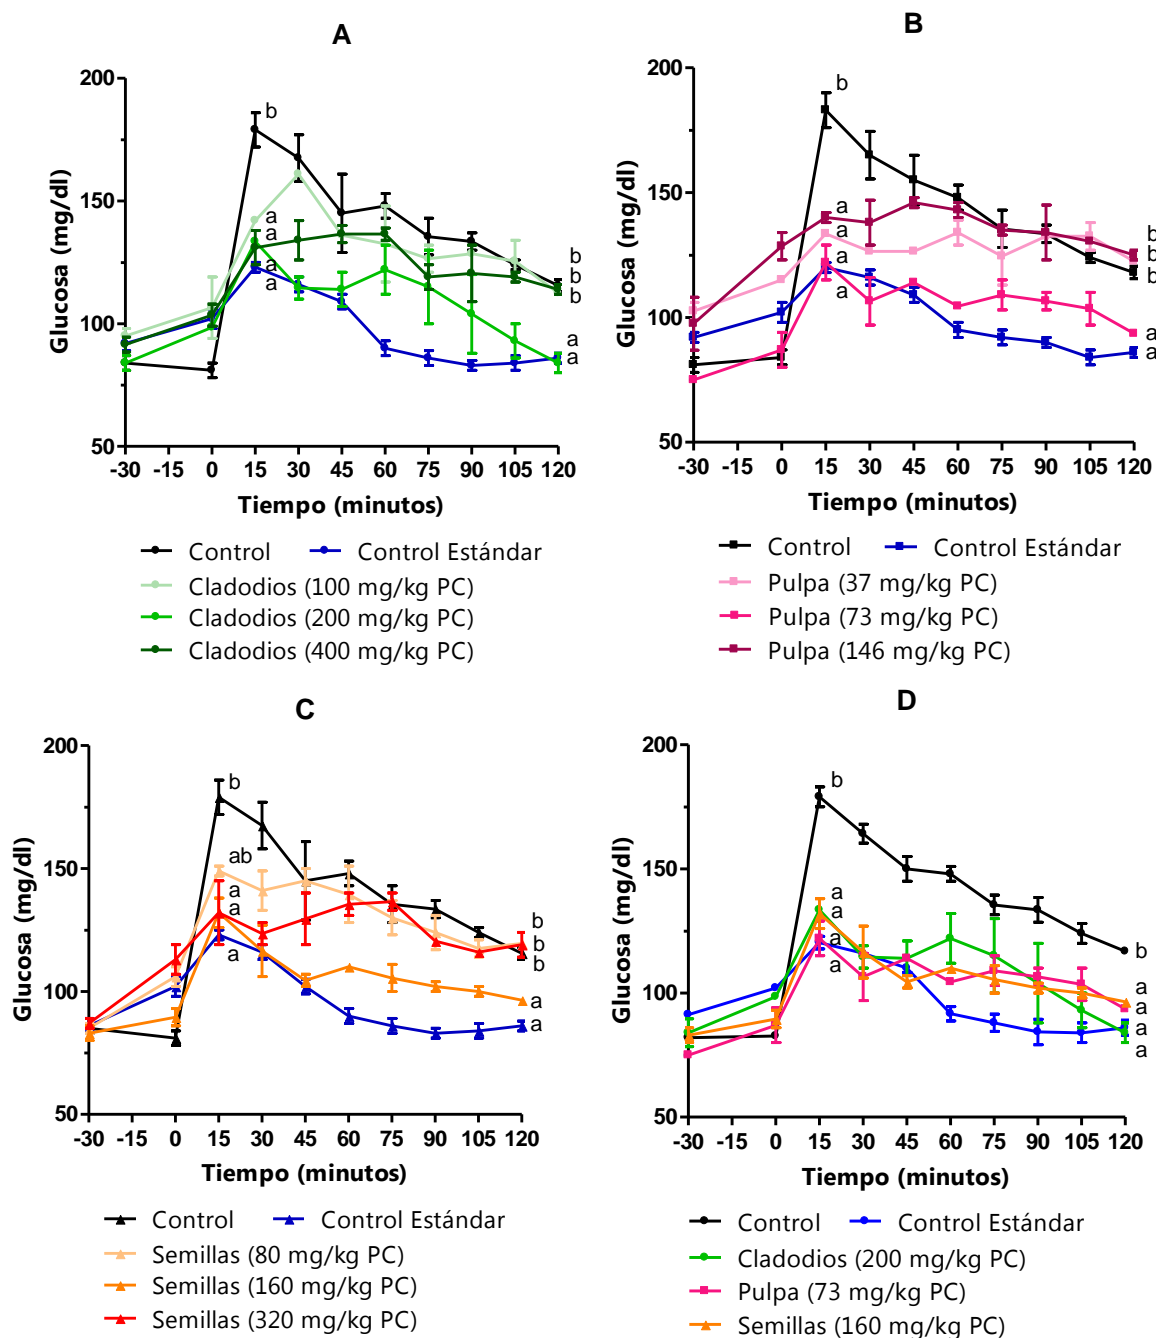 A
Glucosa (mg/dl)
200
150
100
50
b
a
a
a
a
b
b
b
a
a
-30 -15 0 15 30 45 60 75 90 105 120
Tiempo (minutos)
Control
Control Estándar
Cladodios (100 mg/kg PC)
Cladodios (200 mg/kg PC)
Cladodios (400 mg/kg PC)
B
Glucosa (mg/dl)
200
150
100
50
b
a
a
a
a
b
b
b
a
a
-30 -15 0 15 30 45 60 75 90 105 120
Tiempo (minutos)
Control
Control Estándar
Pulpa (37 mg/kg PC)
Pulpa (73 mg/kg PC)
Pulpa (146 mg/kg PC)
C
Glucosa (mg/dl)
200
150
100
50
b
ab
a
a
a
b
b
b
a
a
-30 -15 0 15 30 45 60 75 90 105 120
Tiempo (minutos)
Control
Control Estándar
Semillas (80 mg/kg PC)
Semillas (160 mg/kg PC)
Semillas (320 mg/kg PC)
D
Glucosa (mg/dl)
200
150
100
50
b
a
a
a
a
b
a
a
a
a
-30 -15 0 15 30 45 60 75 90 105 120
Tiempo (minutos)
Control
Control Estándar
Cladodios (200 mg/kg PC)
Pulpa (73 mg/kg PC)
Semillas (160 mg/kg PC)